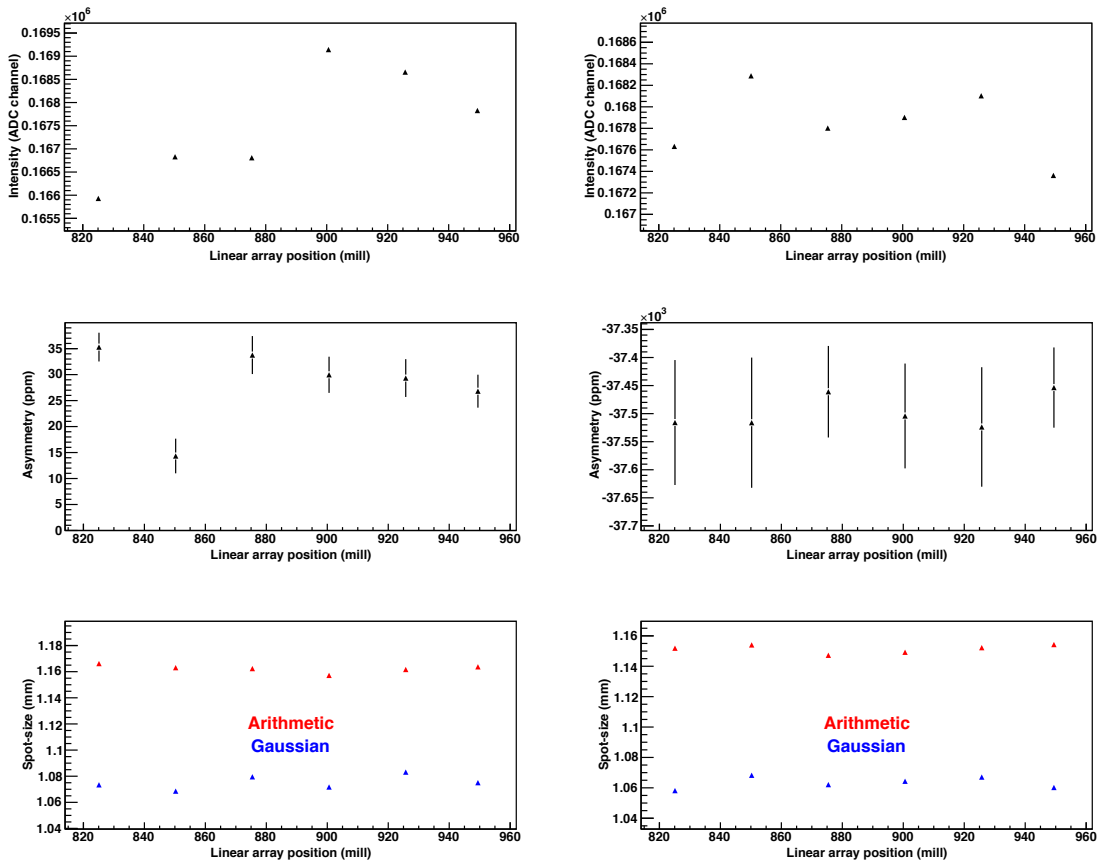 ×10⁶
Intensity (ADC channel)
0.1695
0.169
0.1685
0.168
0.1675
0.167
0.1665
0.166
0.1655
820 840 860 880 900 920 940 960
Linear array position (mill)
×10⁶
Intensity (ADC channel)
0.1686
0.1684
0.1682
0.168
0.1678
0.1676
0.1674
0.1672
0.167
820 840 860 880 900 920 940 960
Linear array position (mill)
Asymmetry (ppm)
35
30
25
20
15
10
5
0
820 840 860 880 900 920 940 960
Linear array position (mill)
×10³
Asymmetry (ppm)
-37.35
-37.4
-37.45
-37.5
-37.55
-37.6
-37.65
-37.7
820 840 860 880 900 920 940 960
Linear array position (mill)
Spot-size (mm)
1.18
1.16
1.14
1.12
1.1
1.08
1.06
1.04
Arithmetic
Gaussian
820 840 860 880 900 920 940 960
Linear array position (mill)
Spot-size (mm)
1.16
1.14
1.12
1.1
1.08
1.06
1.04
Arithmetic
Gaussian
820 840 860 880 900 920 940 960
Linear array position (mill)